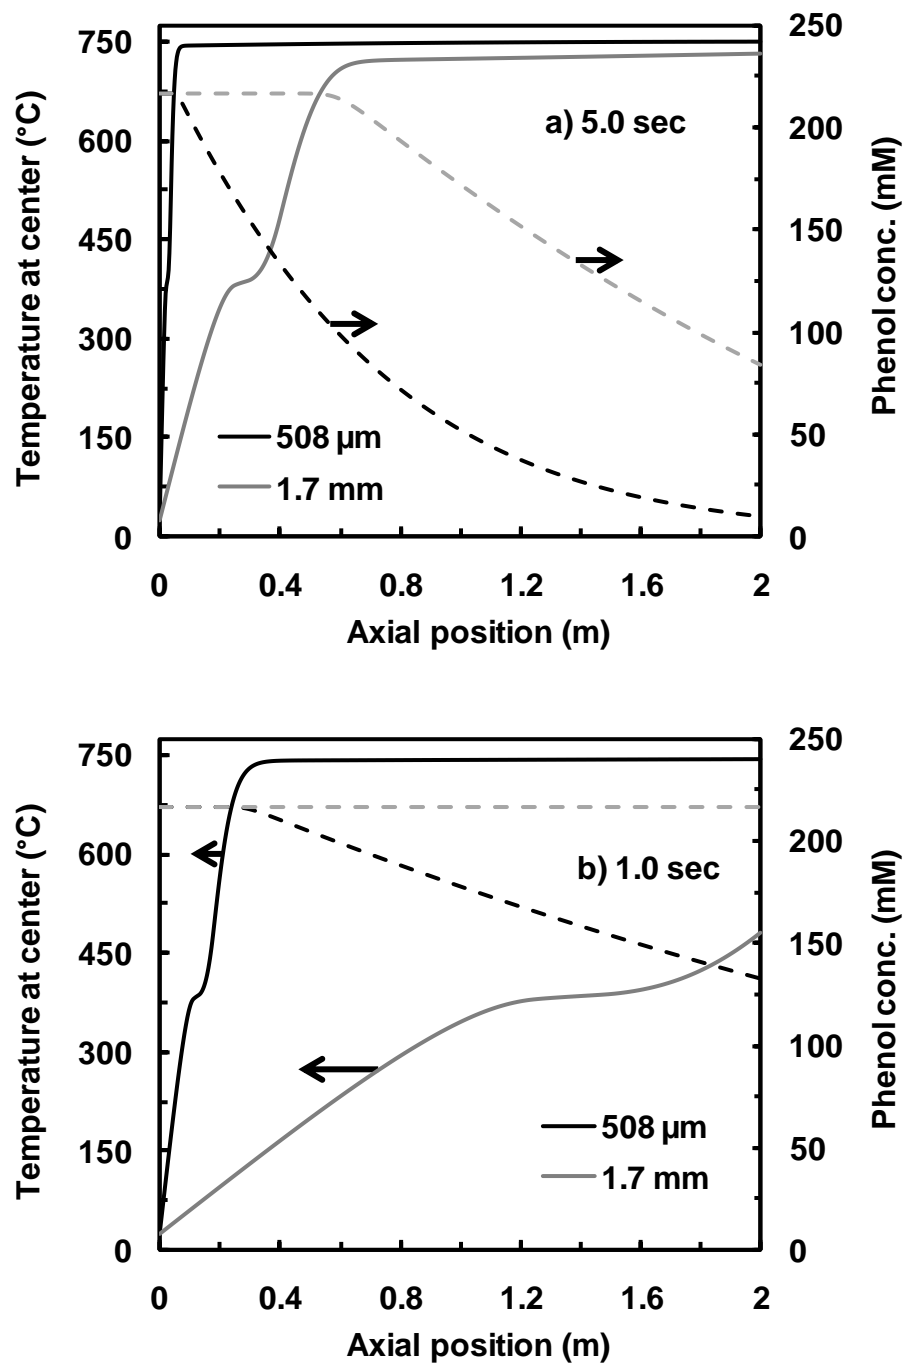 Temperature at center (°C)
750
600
450
300
150
0
250
200
150
100
50
0
Phenol conc. (mM)
a) 5.0 sec
508 µm
1.7 mm
0 0.4 0.8 1.2 1.6 2
Axial position (m)
Temperature at center (°C)
750
600
450
300
150
0
250
200
150
100
50
0
Phenol conc. (mM)
b) 1.0 sec
508 µm
1.7 mm
0 0.4 0.8 1.2 1.6 2
Axial position (m)